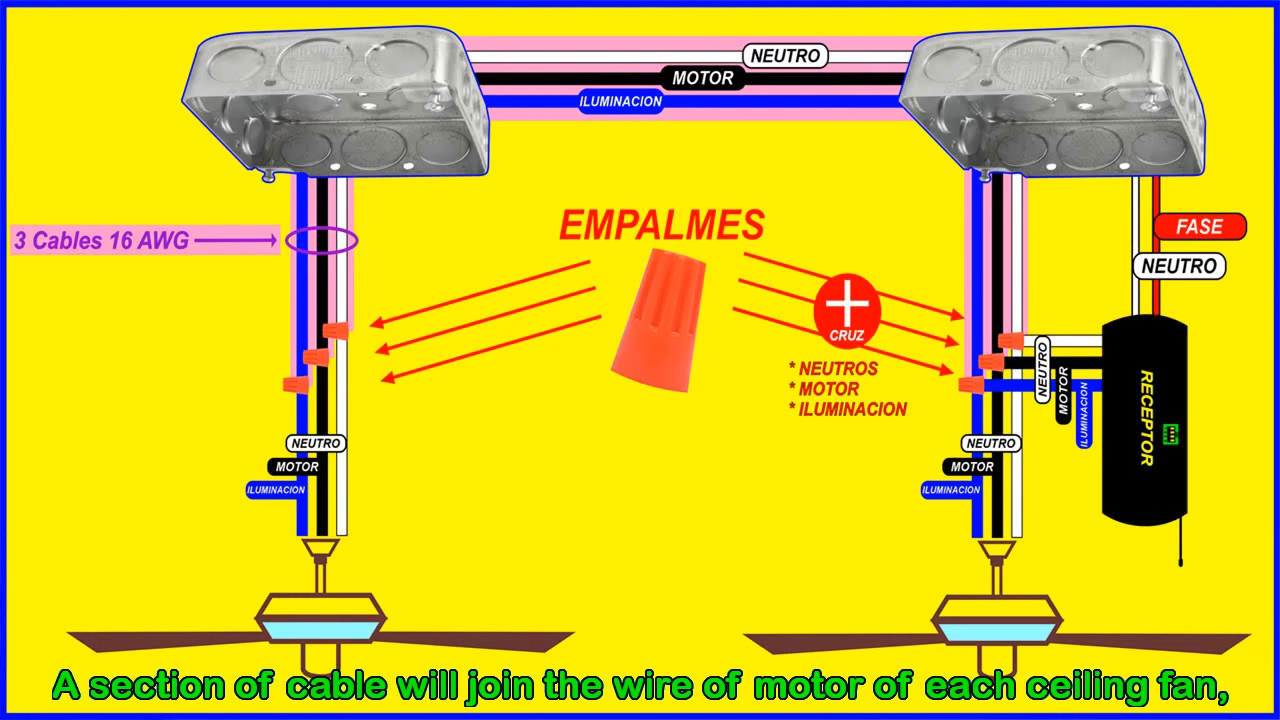 NEUTRO
MOTOR
ILUMINACION
3 Cables 16 AWG
EMPALMES
FASE
NEUTRO
CRUZ
* NEUTROS
* MOTOR
* ILUMINACION
NEUTRO
MOTOR
ILUMINACION
RECEPTOR
NEUTRO
MOTOR
ILUMINACION
NEUTRO
MOTOR
ILUMINACION
A section of cable will join the wire of motor of each ceiling fan,